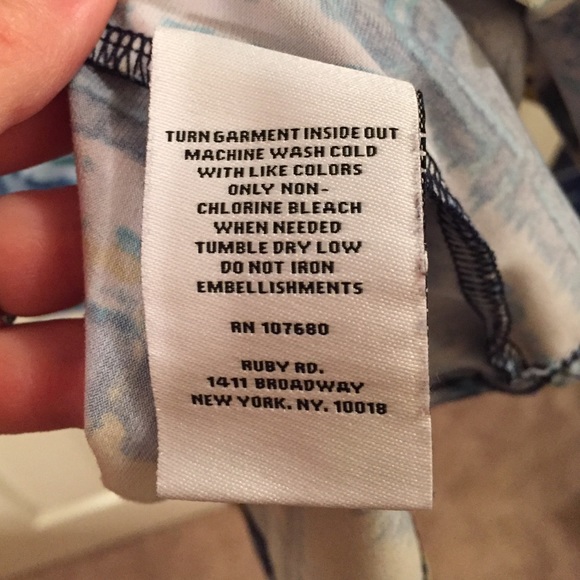 TURN GARMENT INSIDE OUT
MACHINE WASH COLD
WITH LIKE COLORS
ONLY NON-
CHLORINE BLEACH
WHEN NEEDED
TUMBLE DRY LOW
DO NOT IRON
EMBELLISHMENTS
RN 107680
RUBY RD.
1411 BROADWAY
NEW YORK. NY. 10018